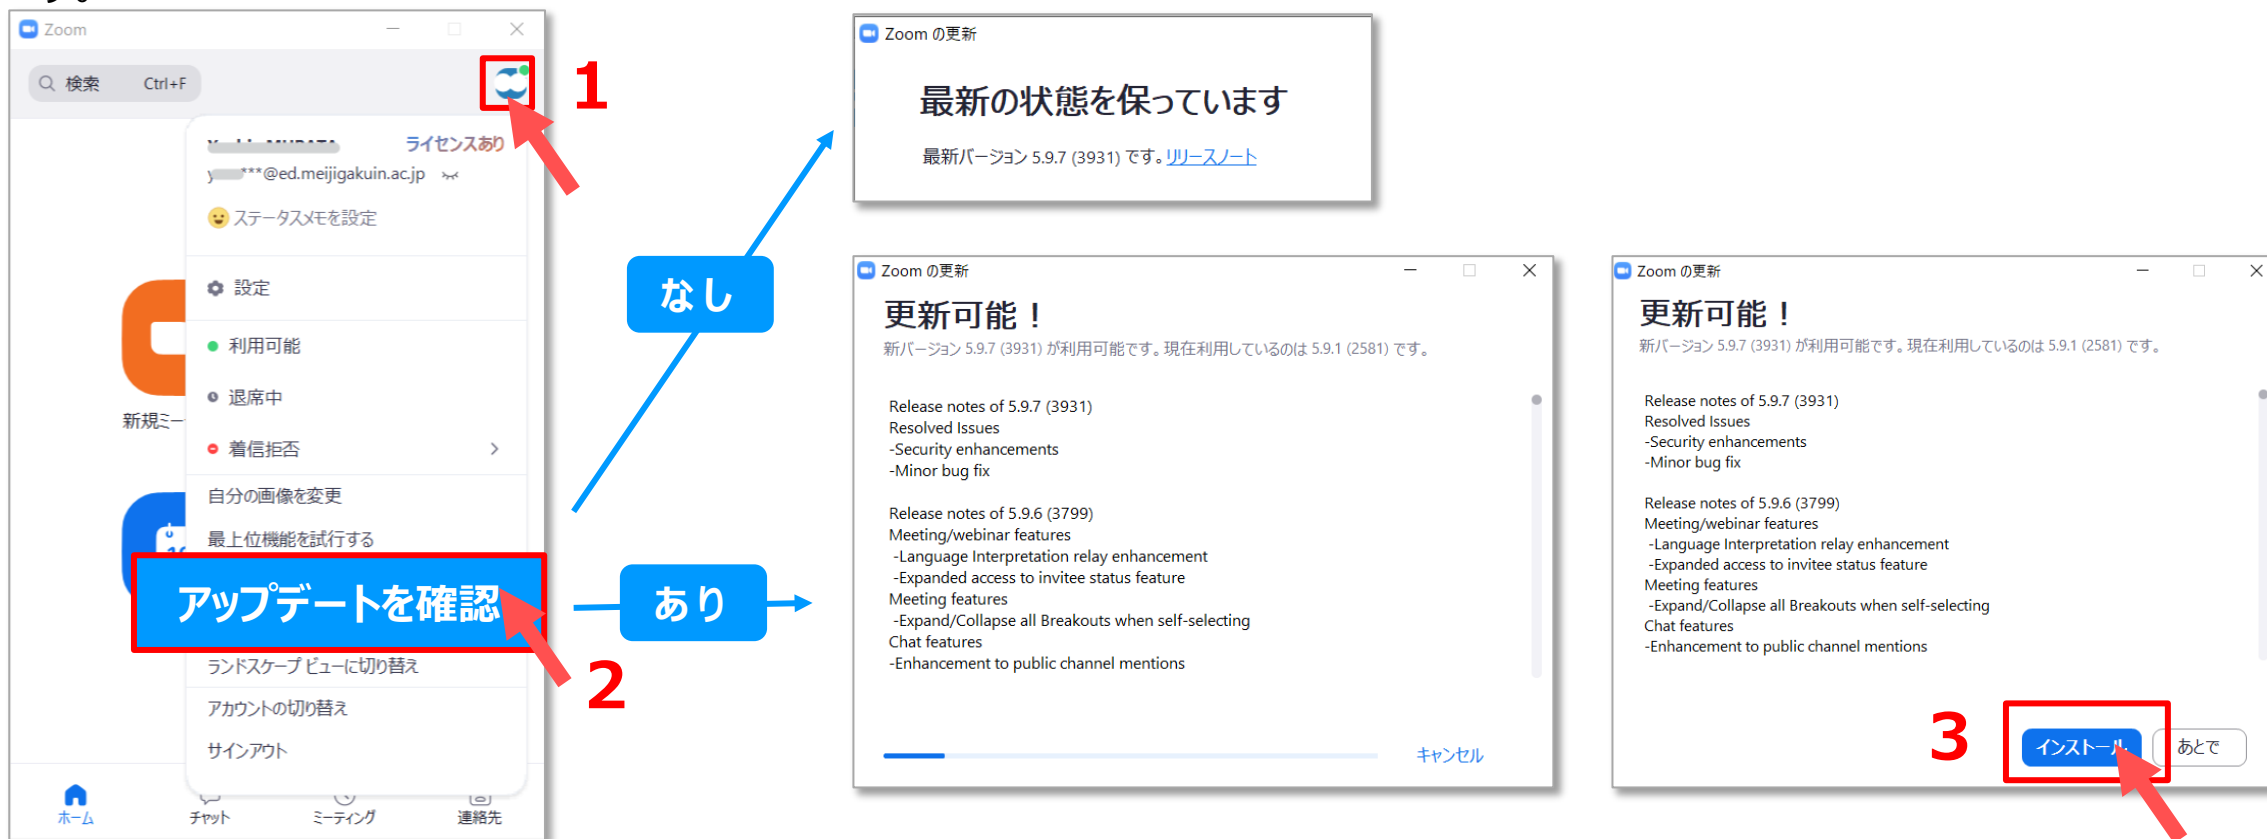 す。
Zoom
検索 Ctrl+F
1
ライセンスあり
***@ed.meijigakuin.ac.jp
ステータスメモを設定
設定
利用可能
退席中
新規ミー
着信拒否
自分の画像を変更
最上位機能を試行する
アップデートを確認
2
ランドスケープ ビューに切り替え
アカウントの切り替え
サインアウト
ホーム
チャット
ミーティング
連絡先
なし
あり
Zoom の更新
最新の状態を保っています
最新バージョン 5.9.7 (3931) です。リリースノート
Zoom の更新
更新可能！
新バージョン 5.9.7 (3931) が利用可能です。現在利用しているのは 5.9.1 (2581) です。
Release notes of 5.9.7 (3931)
Resolved Issues
-Security enhancements
-Minor bug fix
Release notes of 5.9.6 (3799)
Meeting/webinar features
-Language Interpretation relay enhancement
-Expanded access to invitee status feature
Meeting features
-Expand/Collapse all Breakouts when self-selecting
Chat features
-Enhancement to public channel mentions
キャンセル
Zoom の更新
更新可能！
新バージョン 5.9.7 (3931) が利用可能です。現在利用しているのは 5.9.1 (2581) です。
Release notes of 5.9.7 (3931)
Resolved Issues
-Security enhancements
-Minor bug fix
Release notes of 5.9.6 (3799)
Meeting/webinar features
-Language Interpretation relay enhancement
-Expanded access to invitee status feature
Meeting features
-Expand/Collapse all Breakouts when self-selecting
Chat features
-Enhancement to public channel mentions
3
インストール
あとで